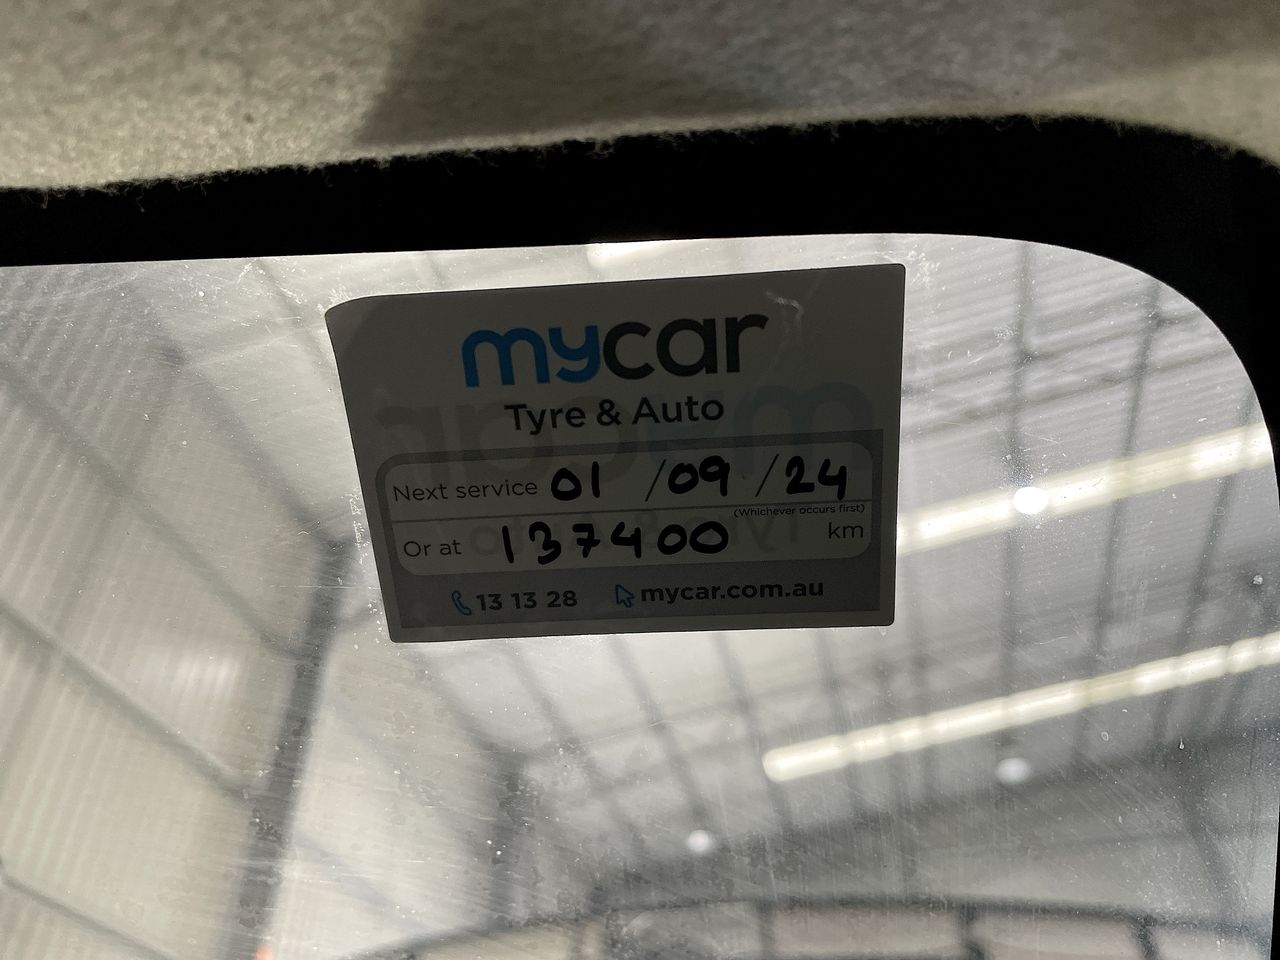 mycar
Tyre & Auto
Next service 01 /09 /24
(Whichever occurs first)
Or at 137400 km
13 13 28 mycar.com.au